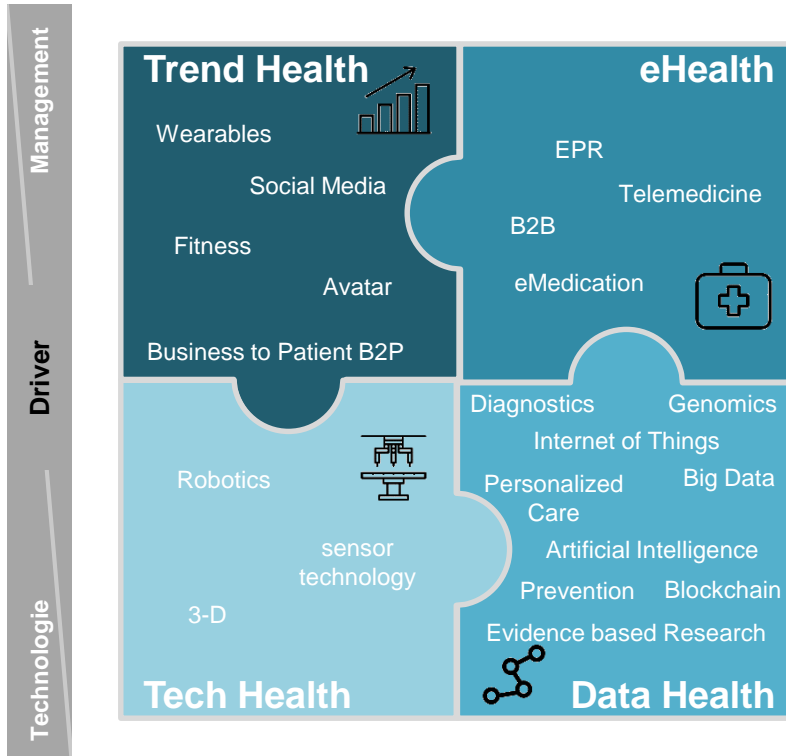 Management
Driver
Technologie
Trend Health
Wearables
Social Media
Fitness
Avatar
Business to Patient B2P
eHealth
EPR
Telemedicine
B2B
eMedication
Robotics
sensor
technology
3-D
Tech Health
Diagnostics
Genomics
Internet of Things
Personalized
Care
Big Data
Artificial Intelligence
Prevention
Blockchain
Evidence based Research
Data Health